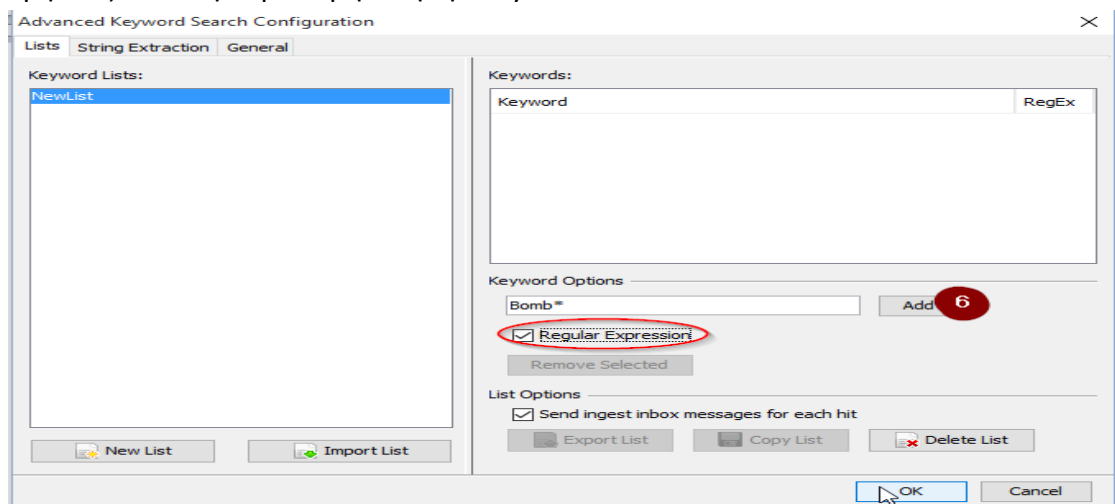 Advanced Keyword Search Configuration
Lists String Extraction General
Keyword Lists:
NewList
New List
Import List
Keywords:
Keyword RegEx
Keyword Options
Bomb*
Add 6
Regular Expression
Remove Selected
List Options
Send ingest inbox messages for each hit
Export List Copy List Delete List
OK Cancel